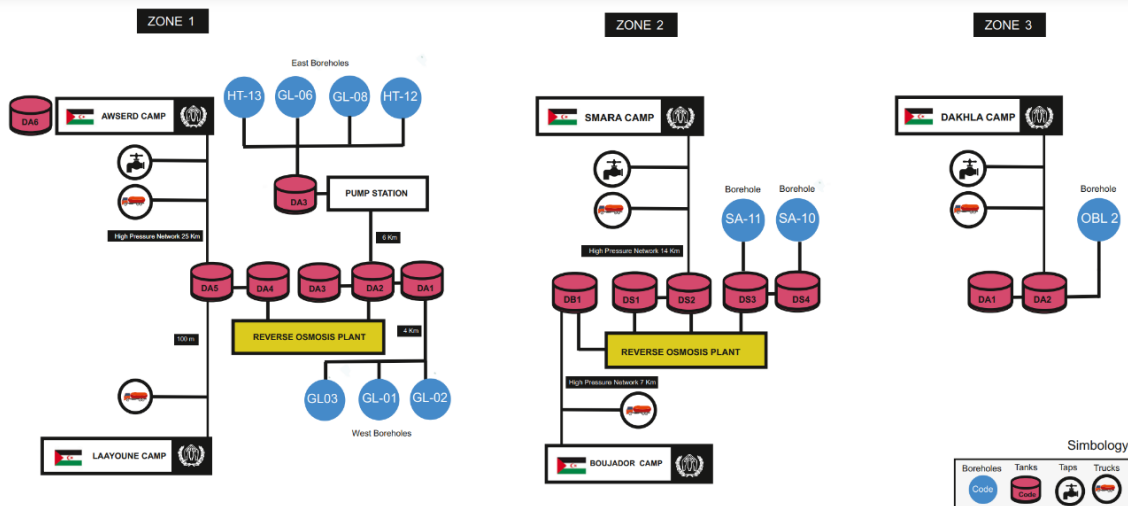 ZONE 1
ZONE 2
ZONE 3
East Boreholes
HT-13
GL-06
GL-08
HT-12
DA6
AWSERD CAMP
DA3
PUMP STATION
High Pressure Network 25 Km
6 Km
DA5
DA4
DA3
DA2
DA1
REVERSE OSMOSIS PLANT
4 Km
100 m
GL03
GL-01
GL-02
West Boreholes
LAAYOUNE CAMP
SMARA CAMP
Borehole
Borehole
SA-11
SA-10
High Pressure Network 14 Km
DB1
DS1
DS2
DS3
DS4
REVERSE OSMOSIS PLANT
High Pressure Network 7 Km
BOUJADOR CAMP
DAKHLA CAMP
OBL 2
DA1
DA2
Simbology
Boreholes
Tanks
Taps
Trucks
Code
Code